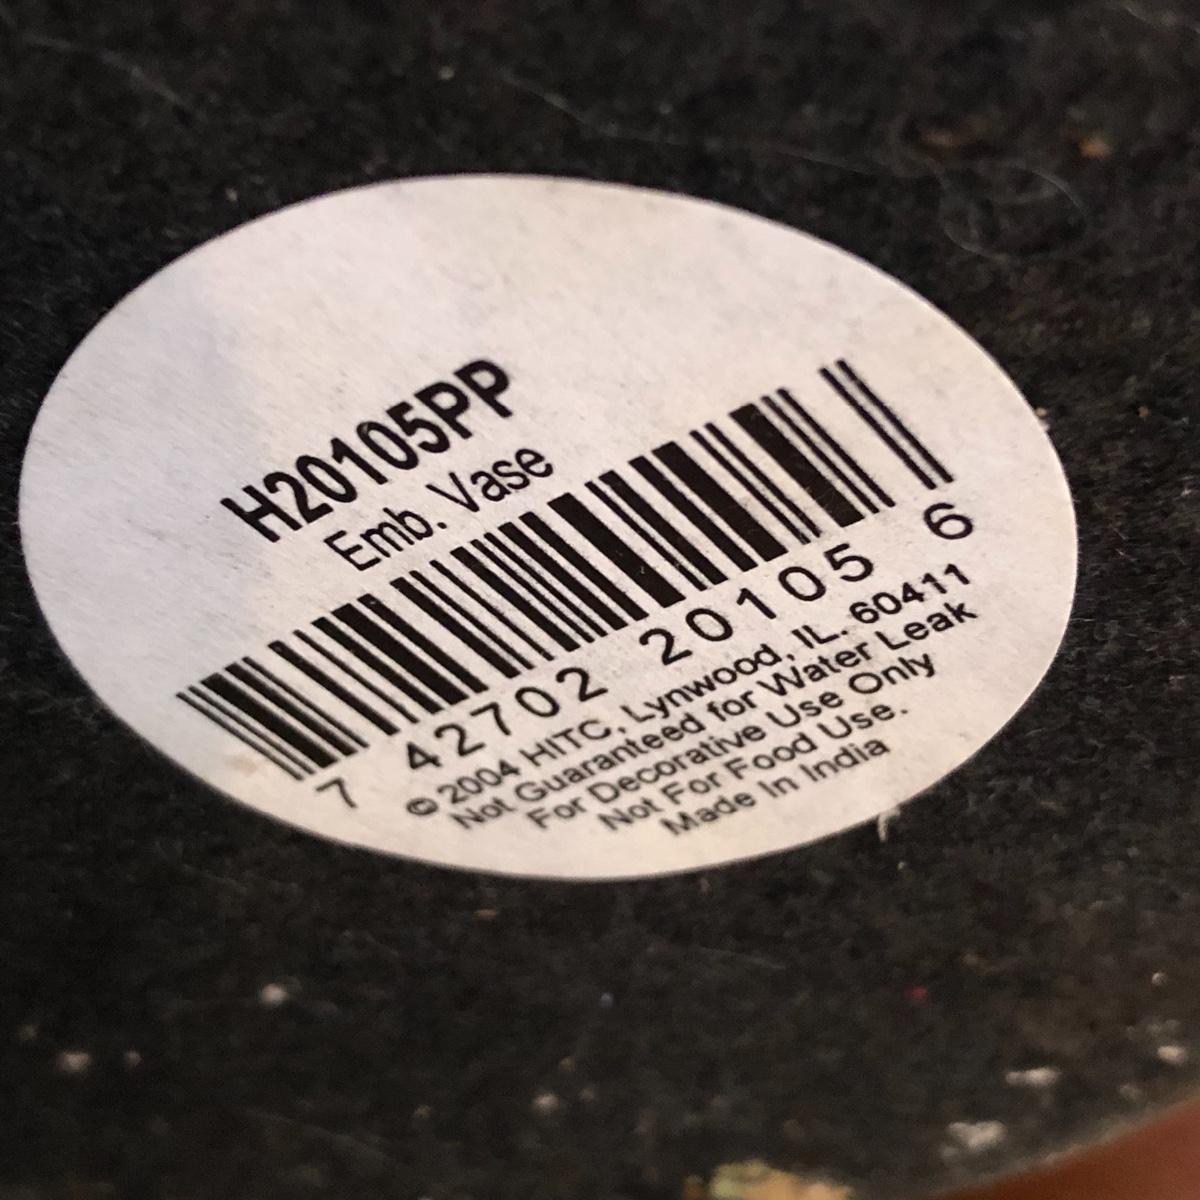 H20105PP
Emb. Vase
7 42702 20105 6
© 2004 HITC, Lynwood, IL. 60411
Not Guaranteed for Water Leak
For Decorative Use Only
Not For Food Use.
Made In India